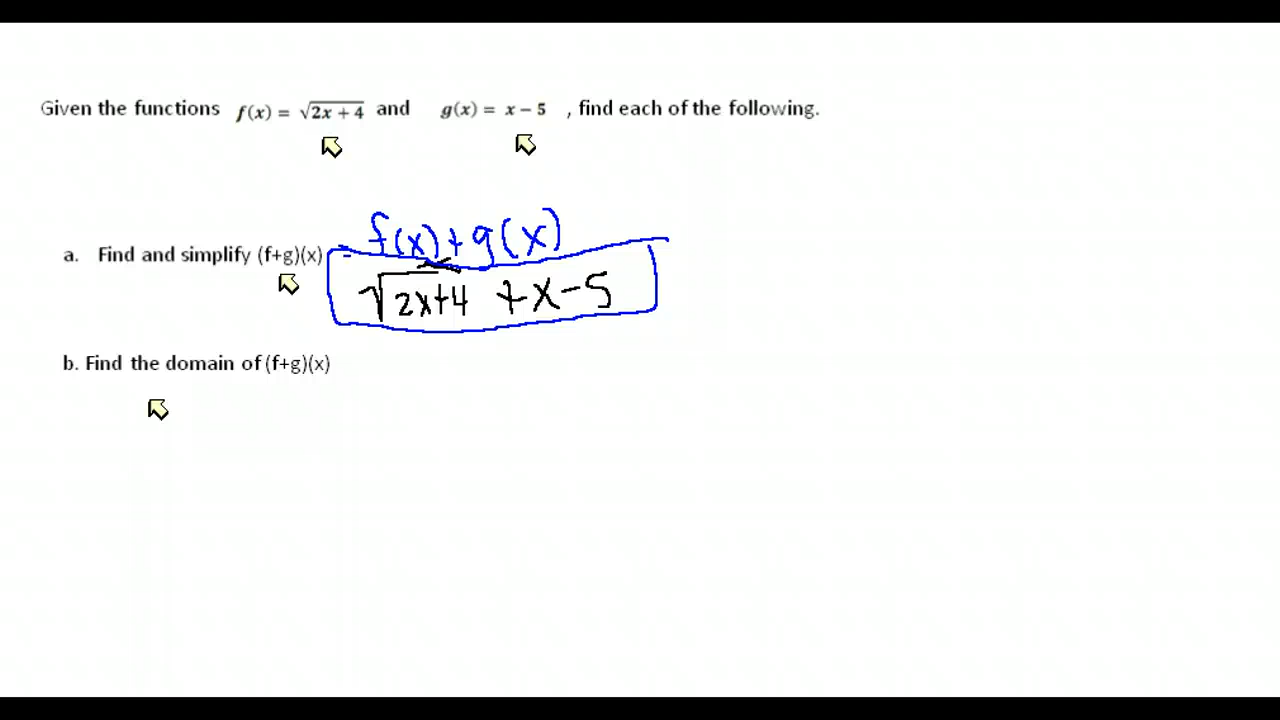 Given the functions f(x) = √2x + 4 and g(x) = x − 5 , find each of the following.
f(x)+g(x)
a. Find and simplify (f+g)(x) =
√2x+4 +x-5
b. Find the domain of (f+g)(x)